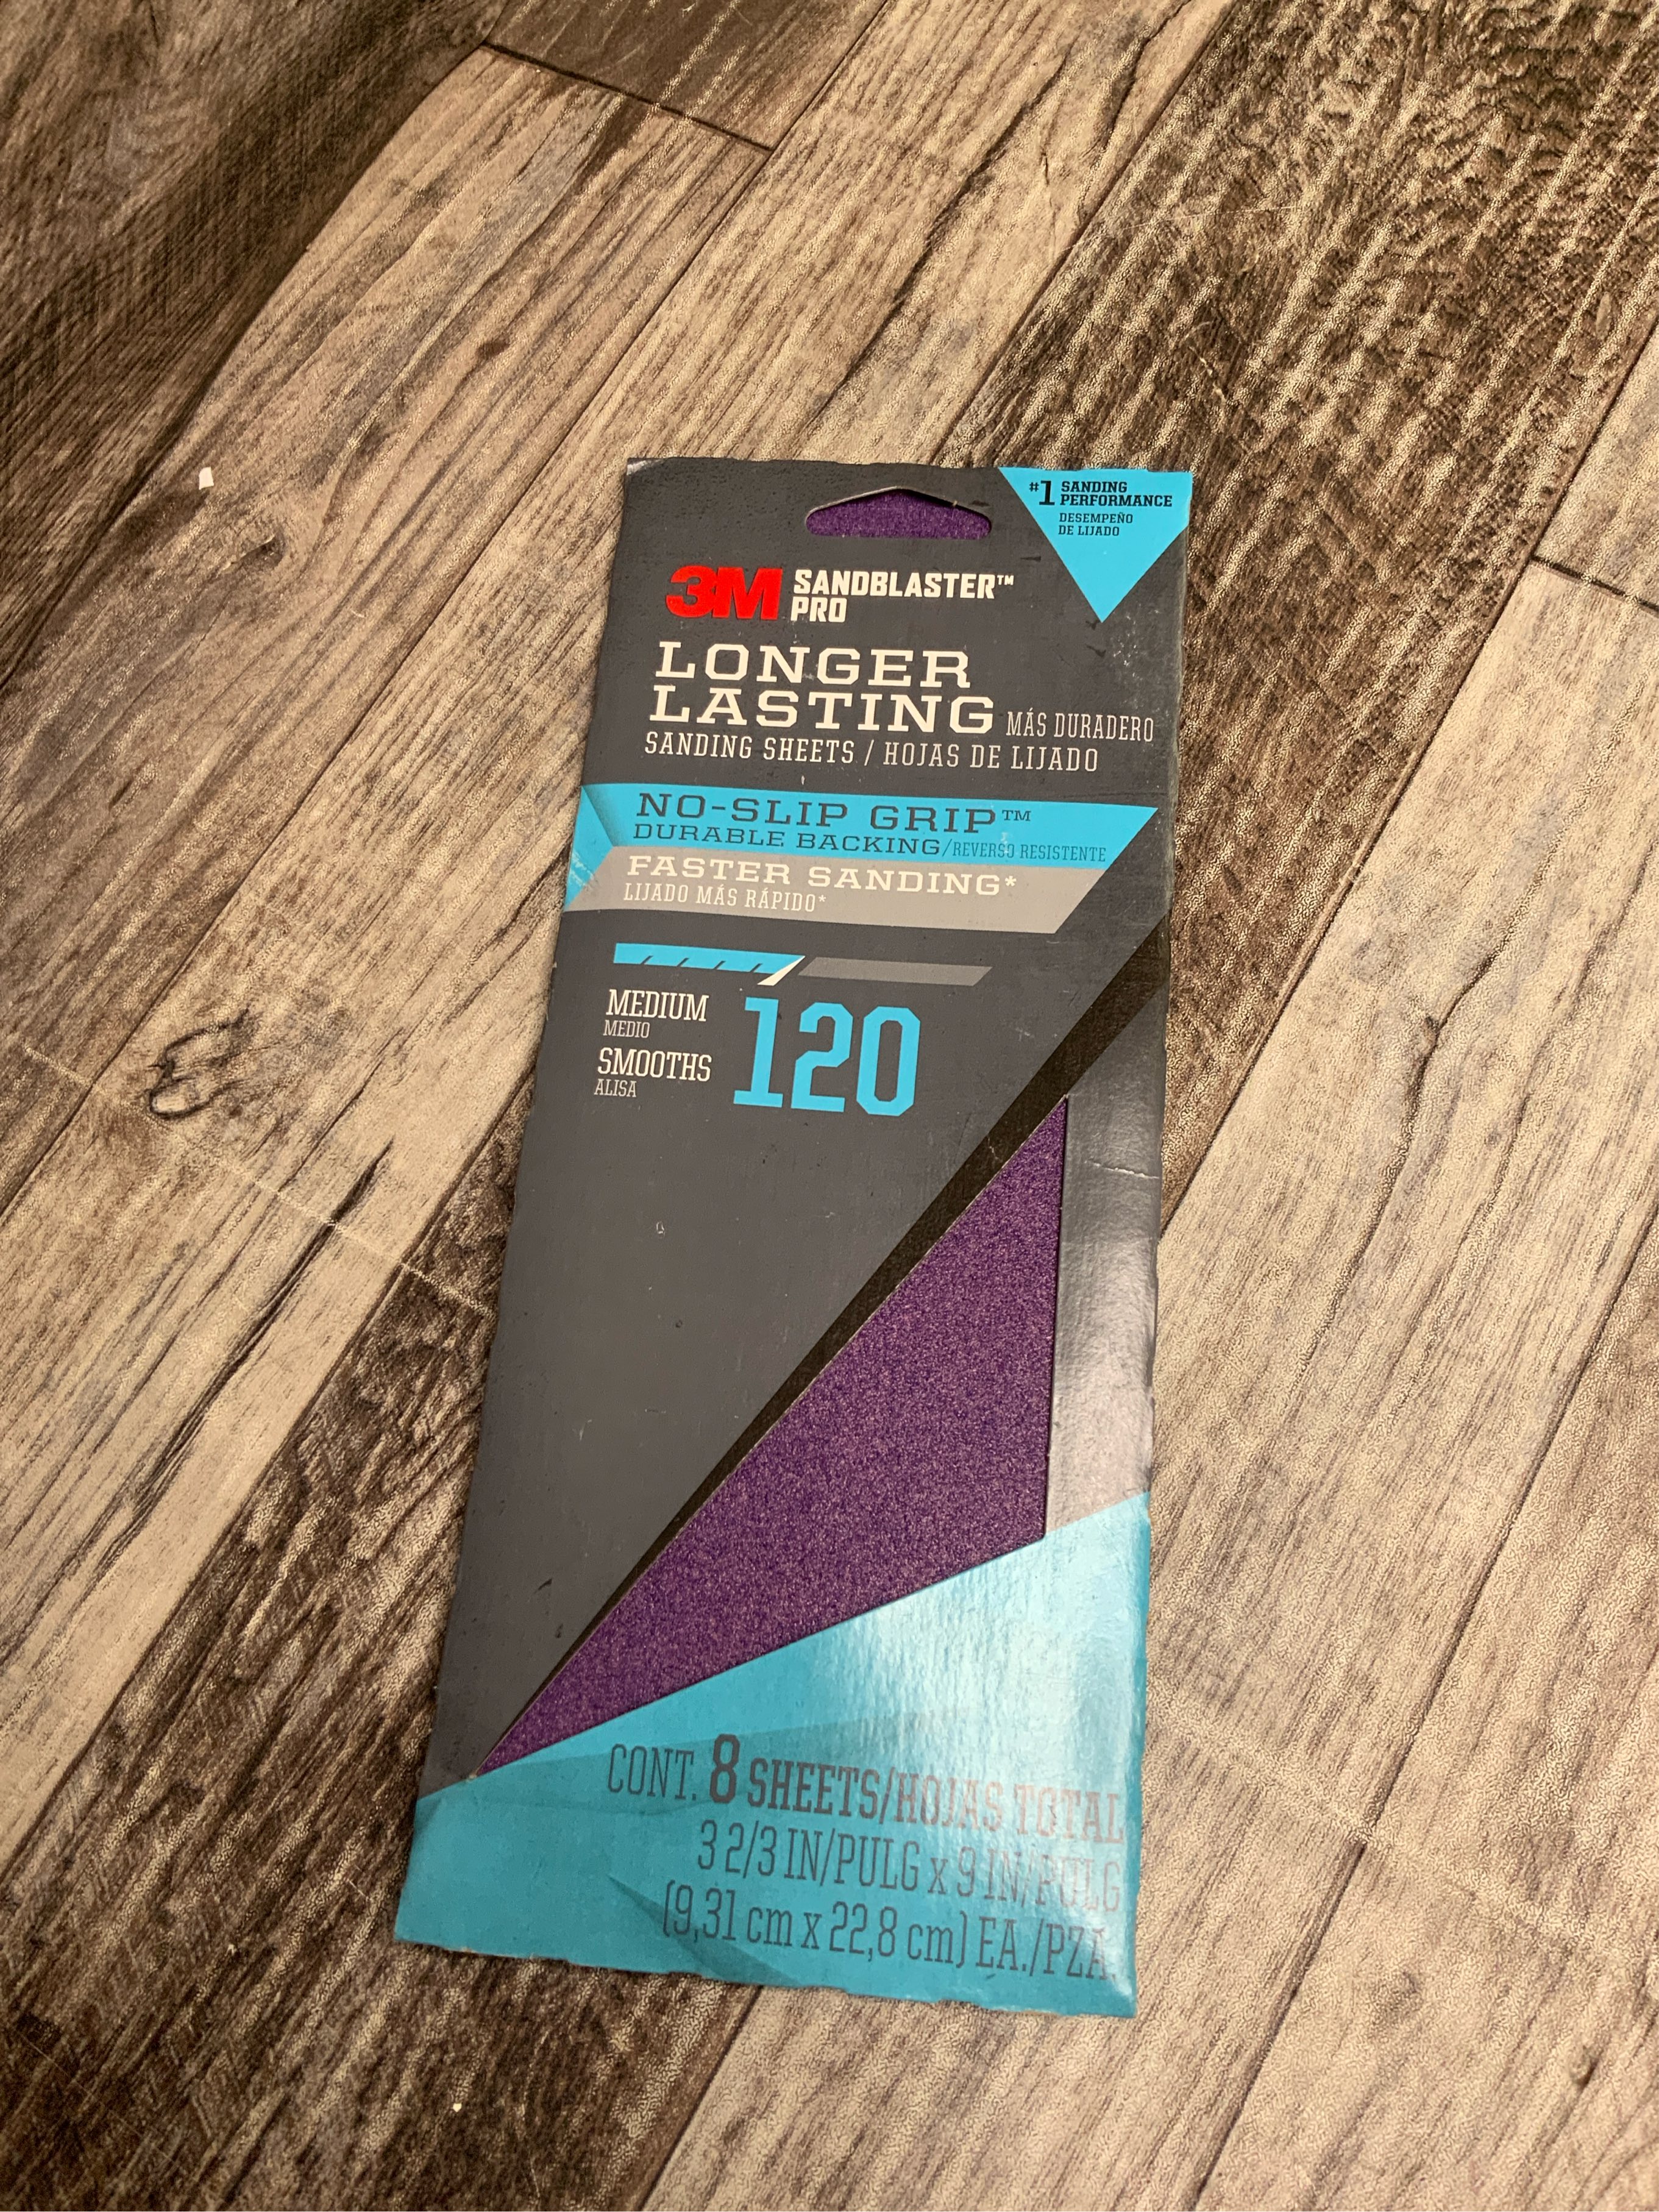 #1 SANDING
PERFORMANCE
DESEMPEÑO
DE LIJADO
3M SANDBLASTER™
PRO
LONGER
LASTING MÁS DURADERO
SANDING SHEETS / HOJAS DE LIJADO
NO-SLIP GRIP™
DURABLE BACKING/REVERSO RESISTENTE
FASTER SANDING*
LIJADO MÁS RÁPIDO*
MEDIUM
MEDIO
SMOOTHS
ALISA
120
CONT. 8 SHEETS/HOJAS TOTAL
3 2/3 IN/PULG x 9 IN/PULG
(9,31 cm x 22,8 cm) EA./PZA.